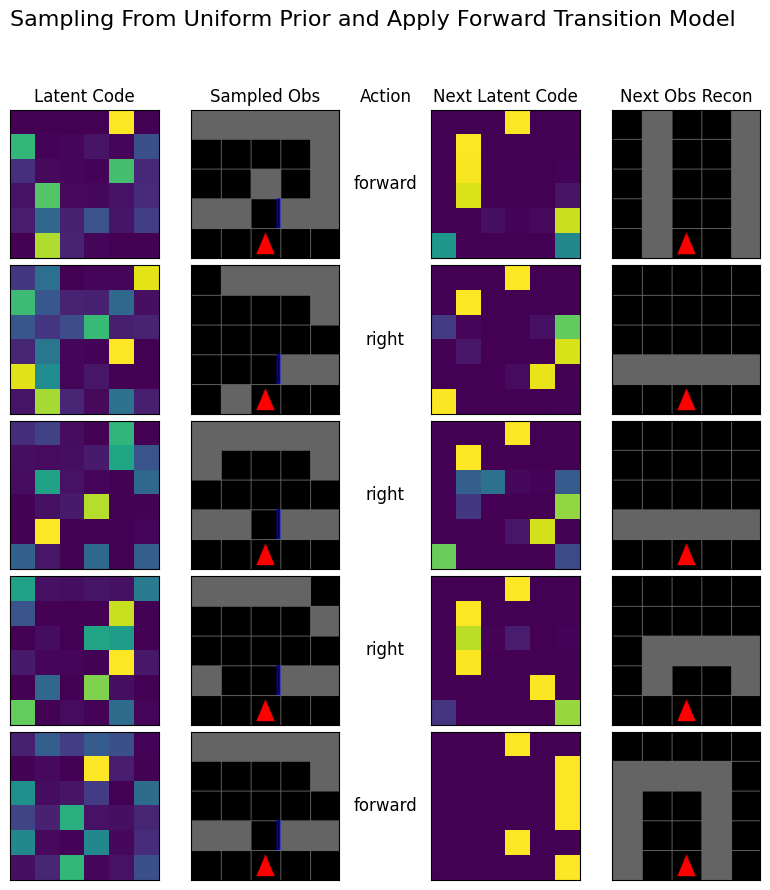 Sampling From Uniform Prior and Apply Forward Transition Model
Latent Code Sampled Obs Action Next Latent Code Next Obs Recon
forward
right
right
right
forward